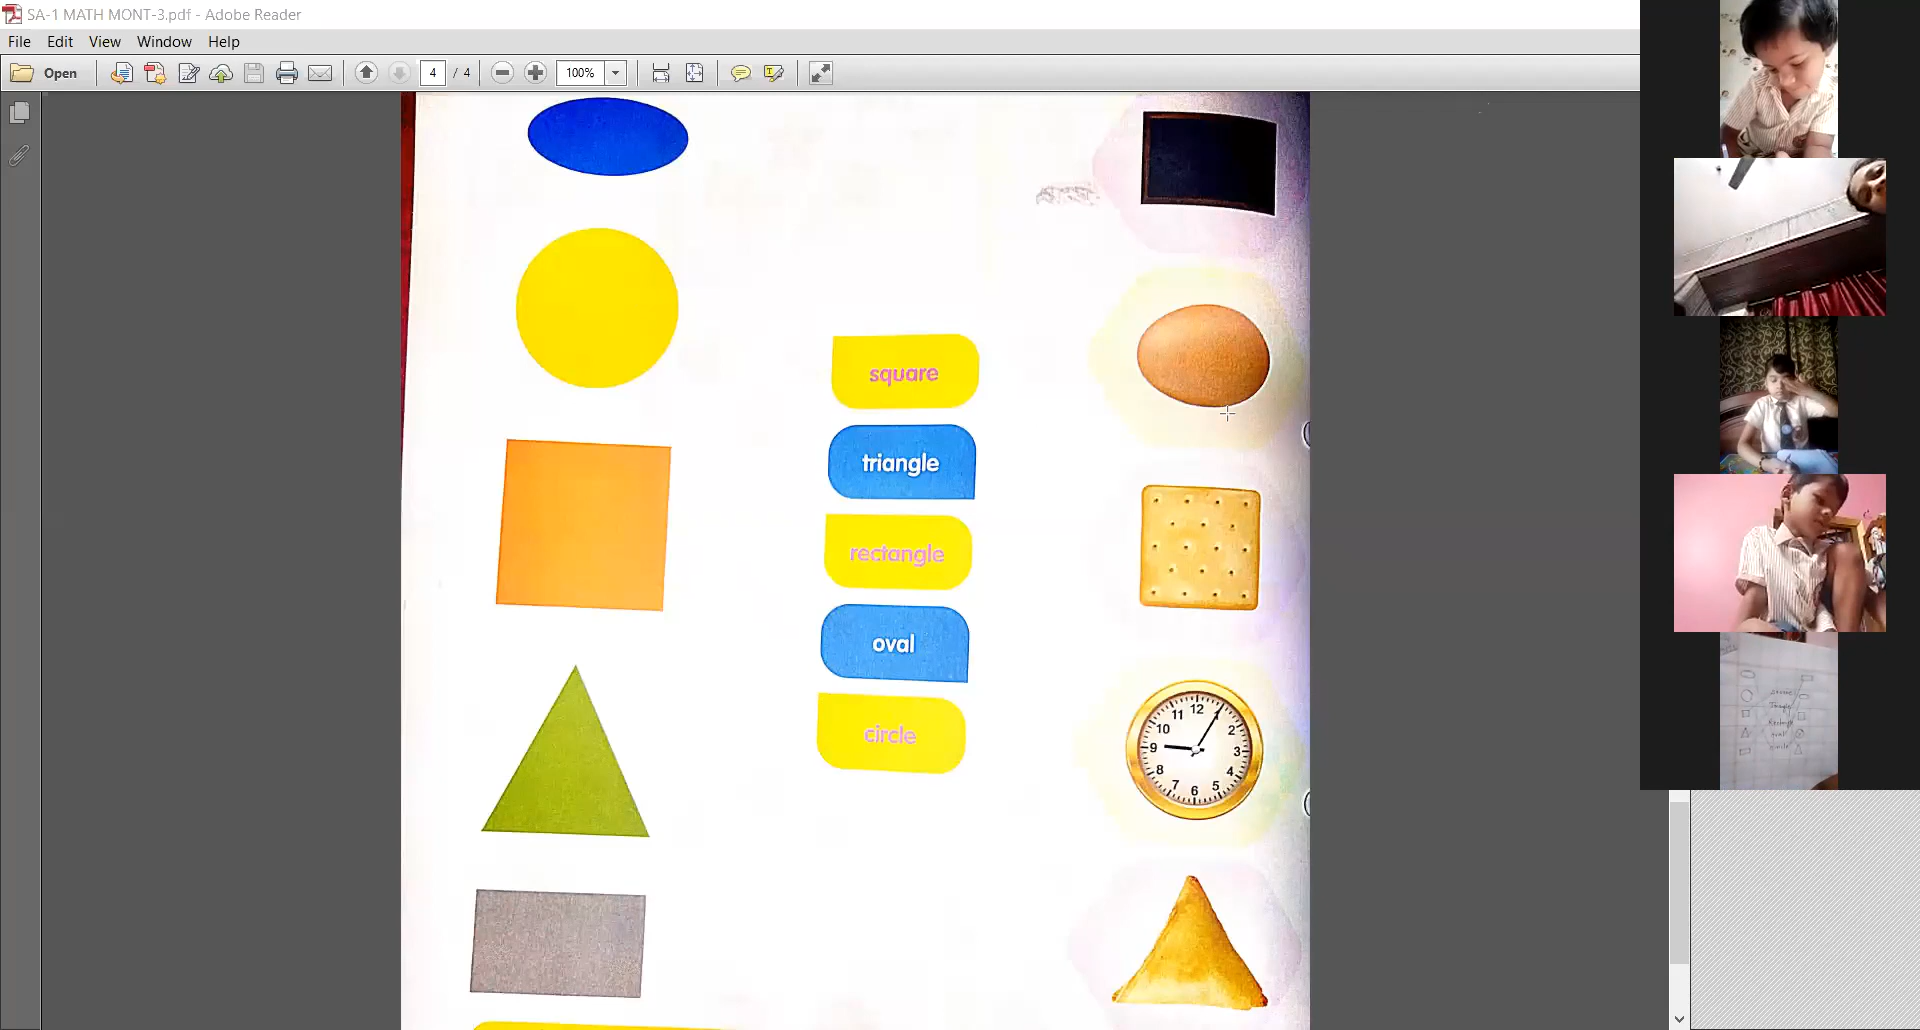 SA-1 MATH MONT-3.pdf - Adobe Reader
File Edit View Window Help
Open 4 / 4 100%
square
triangle
rectangle
oval
circle
12
11 1
10 2
9 3
8 4
7 5
6